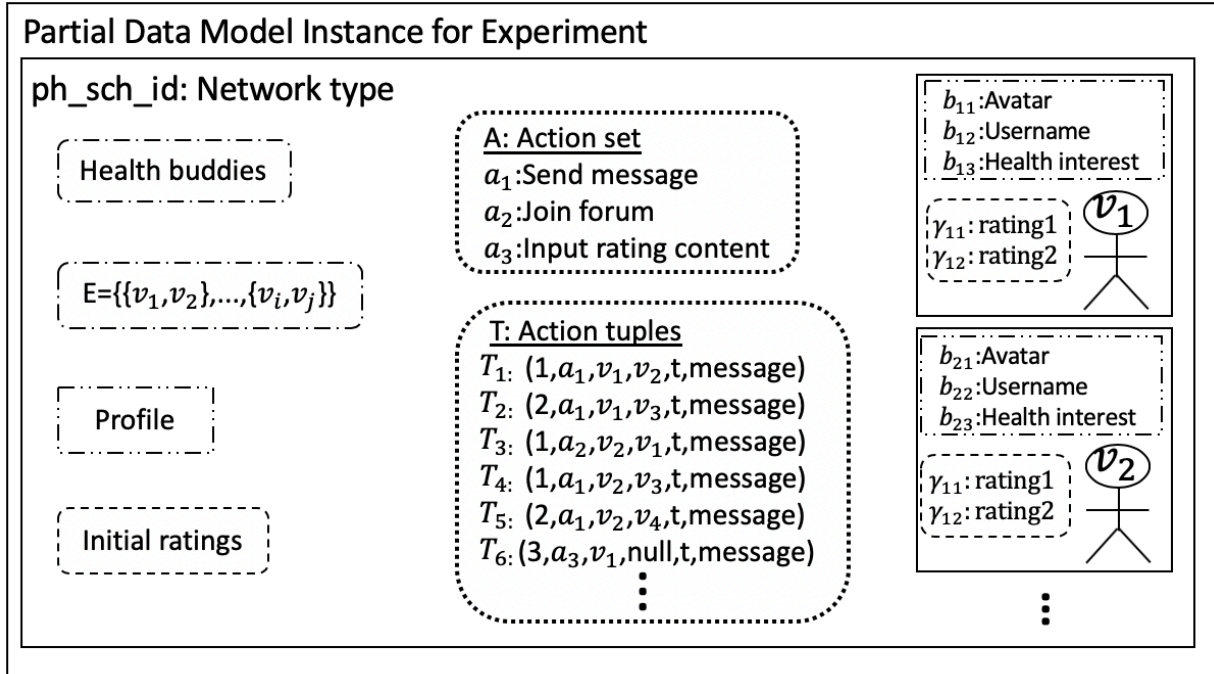 Partial Data Model Instance for Experiment
ph_sch_id: Network type
Health buddies
E={{v₁,v₂},...,{vᵢ,vⱼ}}
Profile
Initial ratings
A: Action set
a₁:Send message
a₂:Join forum
a₃:Input rating content
T: Action tuples
T₁: (1,a₁,v₁,v₂,t,message)
T₂: (2,a₁,v₁,v₃,t,message)
T₃: (1,a₂,v₂,v₁,t,message)
T₄: (1,a₁,v₂,v₃,t,message)
T₅: (2,a₁,v₂,v₄,t,message)
T₆: (3,a₃,v₁,null,t,message)
⋮
b₁₁:Avatar
b₁₂:Username
b₁₃:Health interest
γ₁₁: rating1
γ₁₂: rating2
v₁
b₂₁:Avatar
b₂₂:Username
b₂₃:Health interest
γ₁₁: rating1
γ₁₂: rating2
v₂
⋮